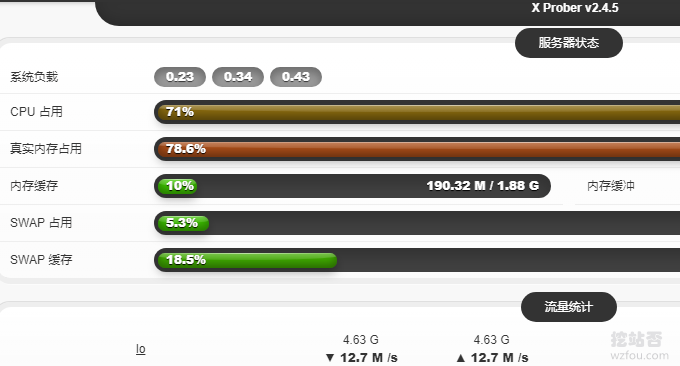 X Prober v2.4.5
服务器状态
系统负载 0.23 0.34 0.43
CPU 占用 71%
真实内存占用 78.6%
内存缓存 10% 190.32 M / 1.88 G 内存缓冲
SWAP 占用 5.3%
SWAP 缓存 18.5%
流量统计
4.63 G 4.63 G
lo ▼ 12.7 M /s ▲ 12.7 M /s
挖站否
wzfou.com